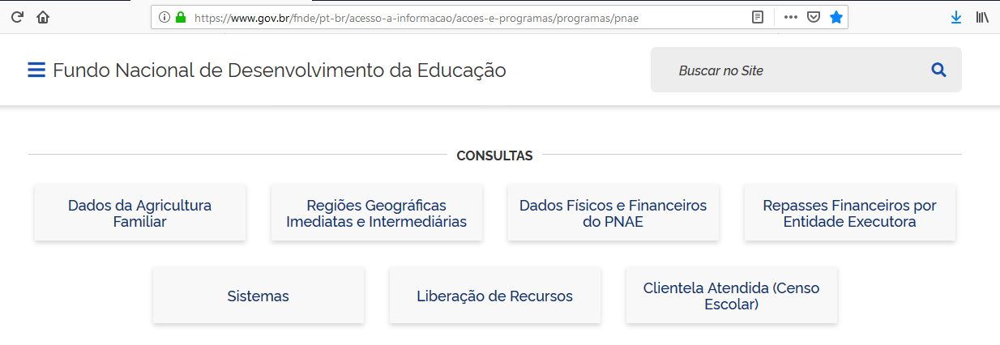 https://www.gov.br/fnde/pt-br/acesso-a-informacao/acoes-e-programas/programas/pnae
Fundo Nacional de Desenvolvimento da Educação
Buscar no Site
CONSULTAS
Dados da Agricultura
Familiar
Regiões Geográficas
Imediatas e Intermediárias
Dados Físicos e Financeiros
do PNAE
Repasses Financeiros por
Entidade Executora
Sistemas
Liberação de Recursos
Clientela Atendida (Censo
Escolar)